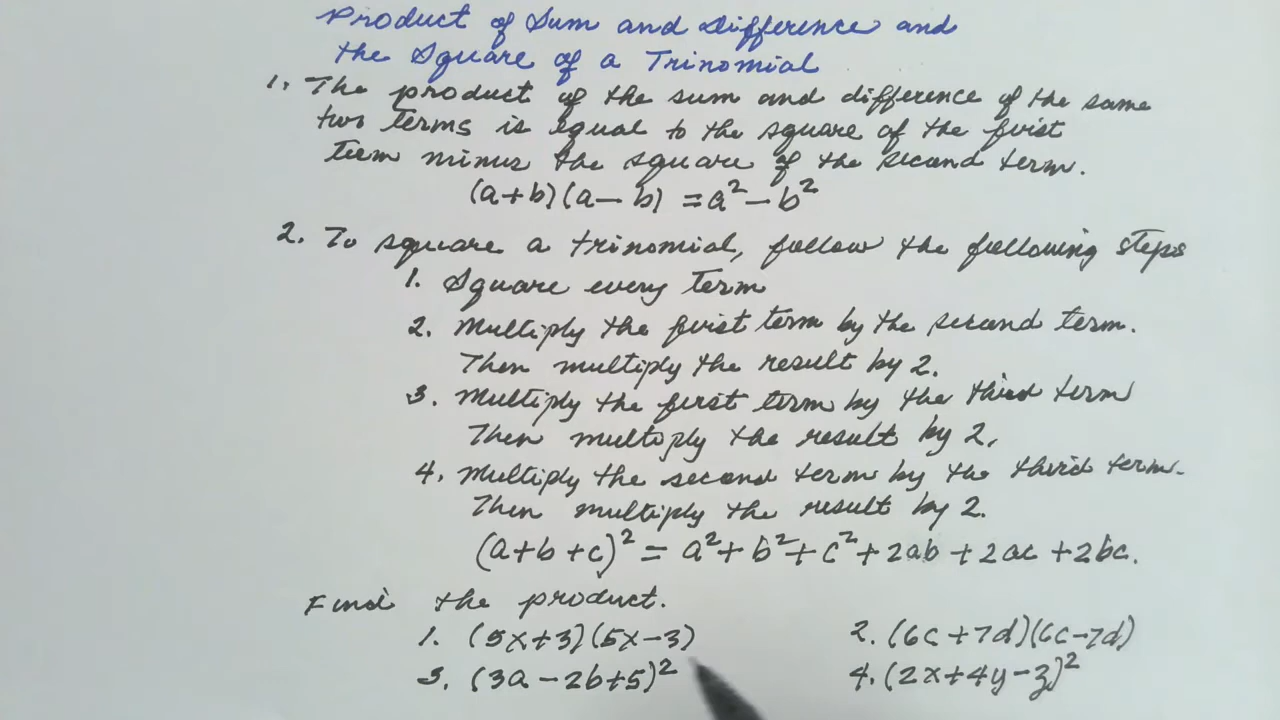 Product of Sum and Difference and
the Square of a Trinomial
1. The product of the sum and difference of the same
two terms is equal to the square of the first
term minus the square of the second term.
(a+b)(a-b) = a² - b²
2. To square a trinomial, follow the following steps
1. Square every term
2. Multiply the first term by the second term.
Then multiply the result by 2.
3. Multiply the first term by the third term
Then multiply the result by 2.
4. Multiply the second term by the third term.
Then multiply the result by 2.
(a+b+c)² = a² + b² + c² + 2ab + 2ac + 2bc.
Find the product.
1. (5x+3)(5x-3) 2. (6c+7d)(6c-7d)
3. (3a-2b+5)² 4. (2x+4y-z)²